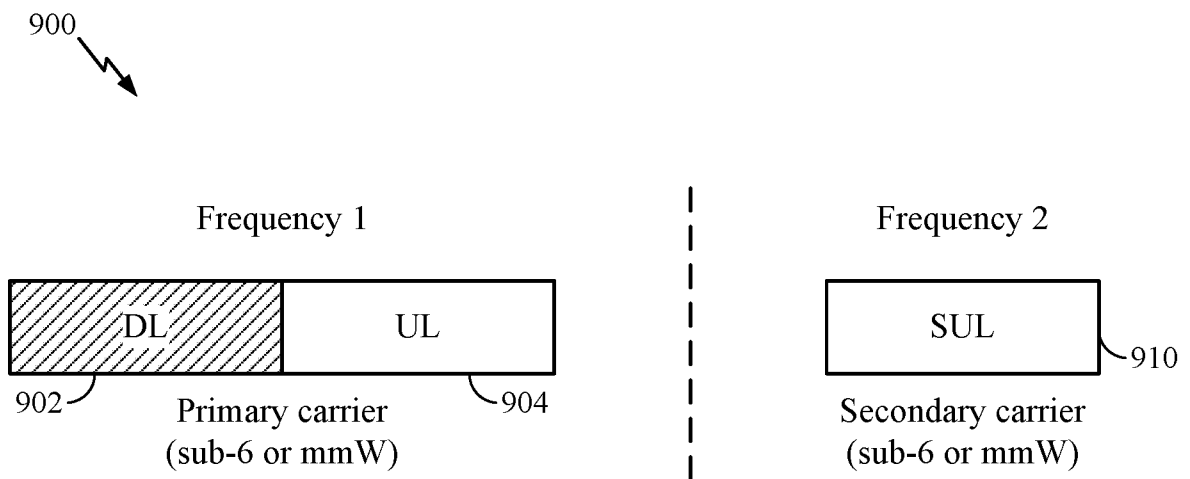 900
Frequency 1
Frequency 2
DL
UL
SUL
910
902
904
Primary carrier
(sub-6 or mmW)
Secondary carrier
(sub-6 or mmW)